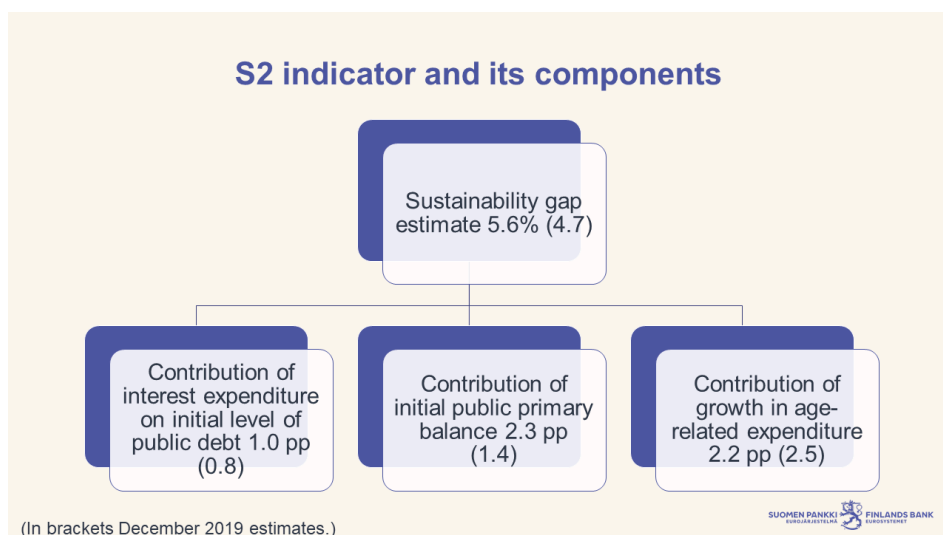 S2 indicator and its components
Sustainability gap
estimate 5.6% (4.7)
Contribution of
interest expenditure
on initial level of
public debt 1.0 pp
(0.8)
Contribution of
initial public primary
balance 2.3 pp
(1.4)
Contribution of
growth in age-
related expenditure
2.2 pp (2.5)
(In brackets December 2019 estimates.)
SUOMEN PANKKI
EUROJÄRJESTELMÄ
FINLANDS BANK
EUROSYSTEMET